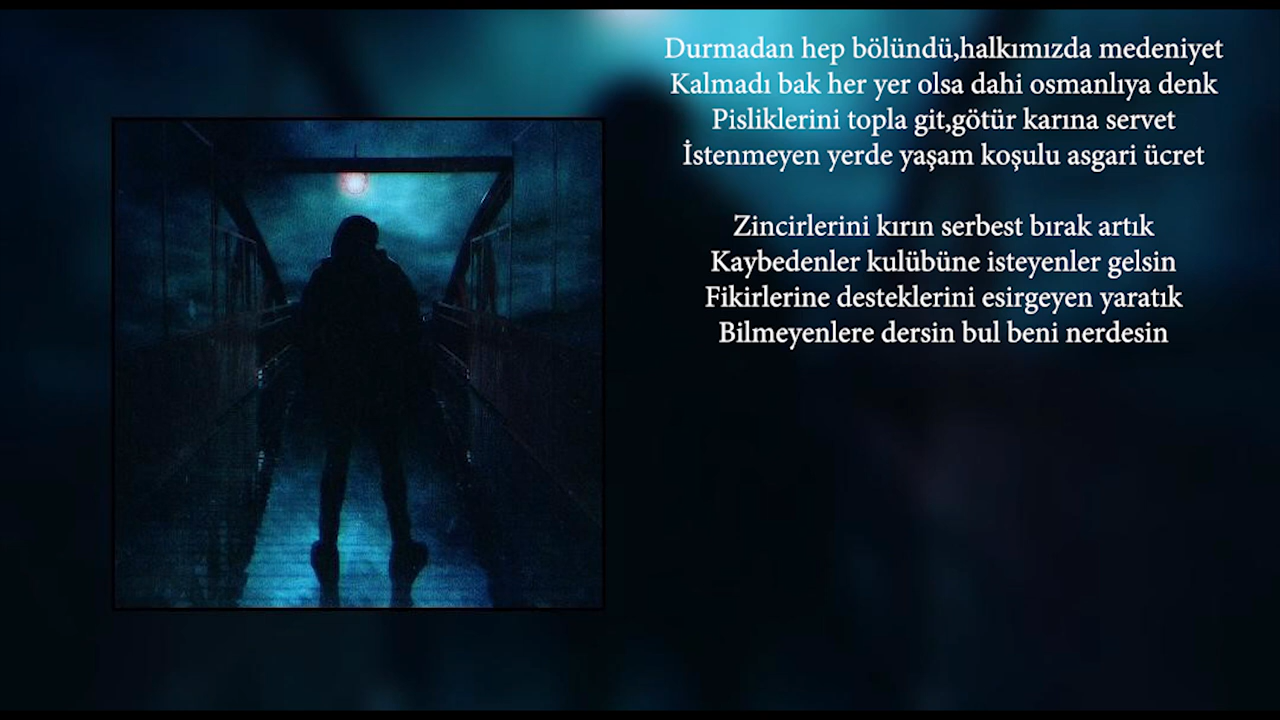 Durmadan hep bölündü,halkımızda medeniyet
Kalmadı bak her yer olsa dahi osmanlıya denk
Pisliklerini topla git,götür karına servet
İstenmeyen yerde yaşam koşulu asgari ücret
Zincirlerini kırın serbest bırak artık
Kaybedenler kulübüne isteyenler gelsin
Fikirlerine desteklerini esirgeyen yaratık
Bilmeyenlere dersin bul beni nerdesin